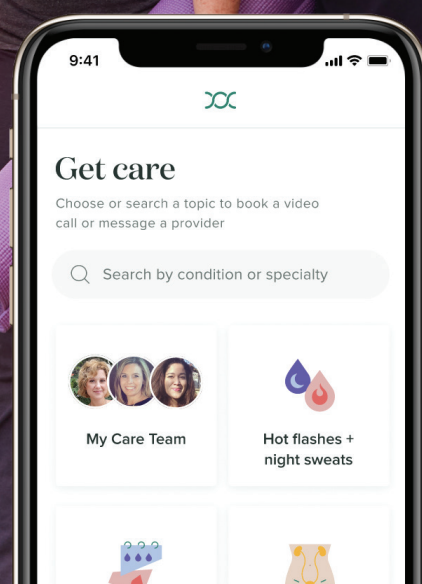 9:41
Get care
Choose or search a topic to book a video
call or message a provider
Search by condition or specialty
My Care Team
Hot flashes +
night sweats